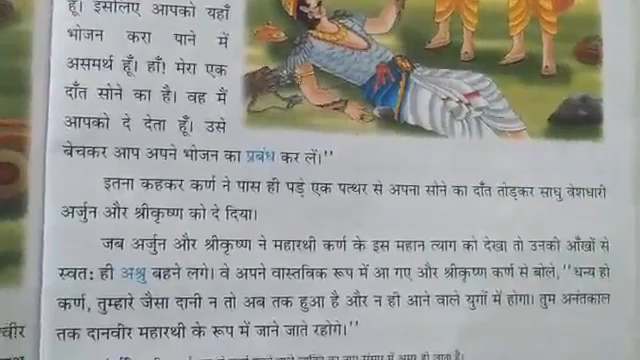 हूँ। इसलिए आपको यहाँ
भोजन करा पाने में
असमर्थ हूँ। हाँ! मेरा एक
दाँत सोने का है। वह मैं
आपको दे देता हूँ। उसे
बेचकर आप अपने भोजन का प्रबंध कर लें।''
इतना कहकर कर्ण ने पास ही पड़े एक पत्थर से अपना सोने का दाँत तोड़कर साधु वेशधारी
अर्जुन और श्रीकृष्ण को दे दिया।
जब अर्जुन और श्रीकृष्ण ने महारथी कर्ण के इस महान त्याग को देखा तो उनकी आँखों से
स्वतः ही अश्रु बहने लगे। वे अपने वास्तविक रूप में आ गए और श्रीकृष्ण कर्ण से बोले, ''धन्य हो
कर्ण, तुम्हारे जैसा दानी न तो अब तक हुआ है और न ही आने वाले युगों में होगा। तुम अनंतकाल
तक दानवीर महारथी के रूप में जाने जाते रहोगे।''